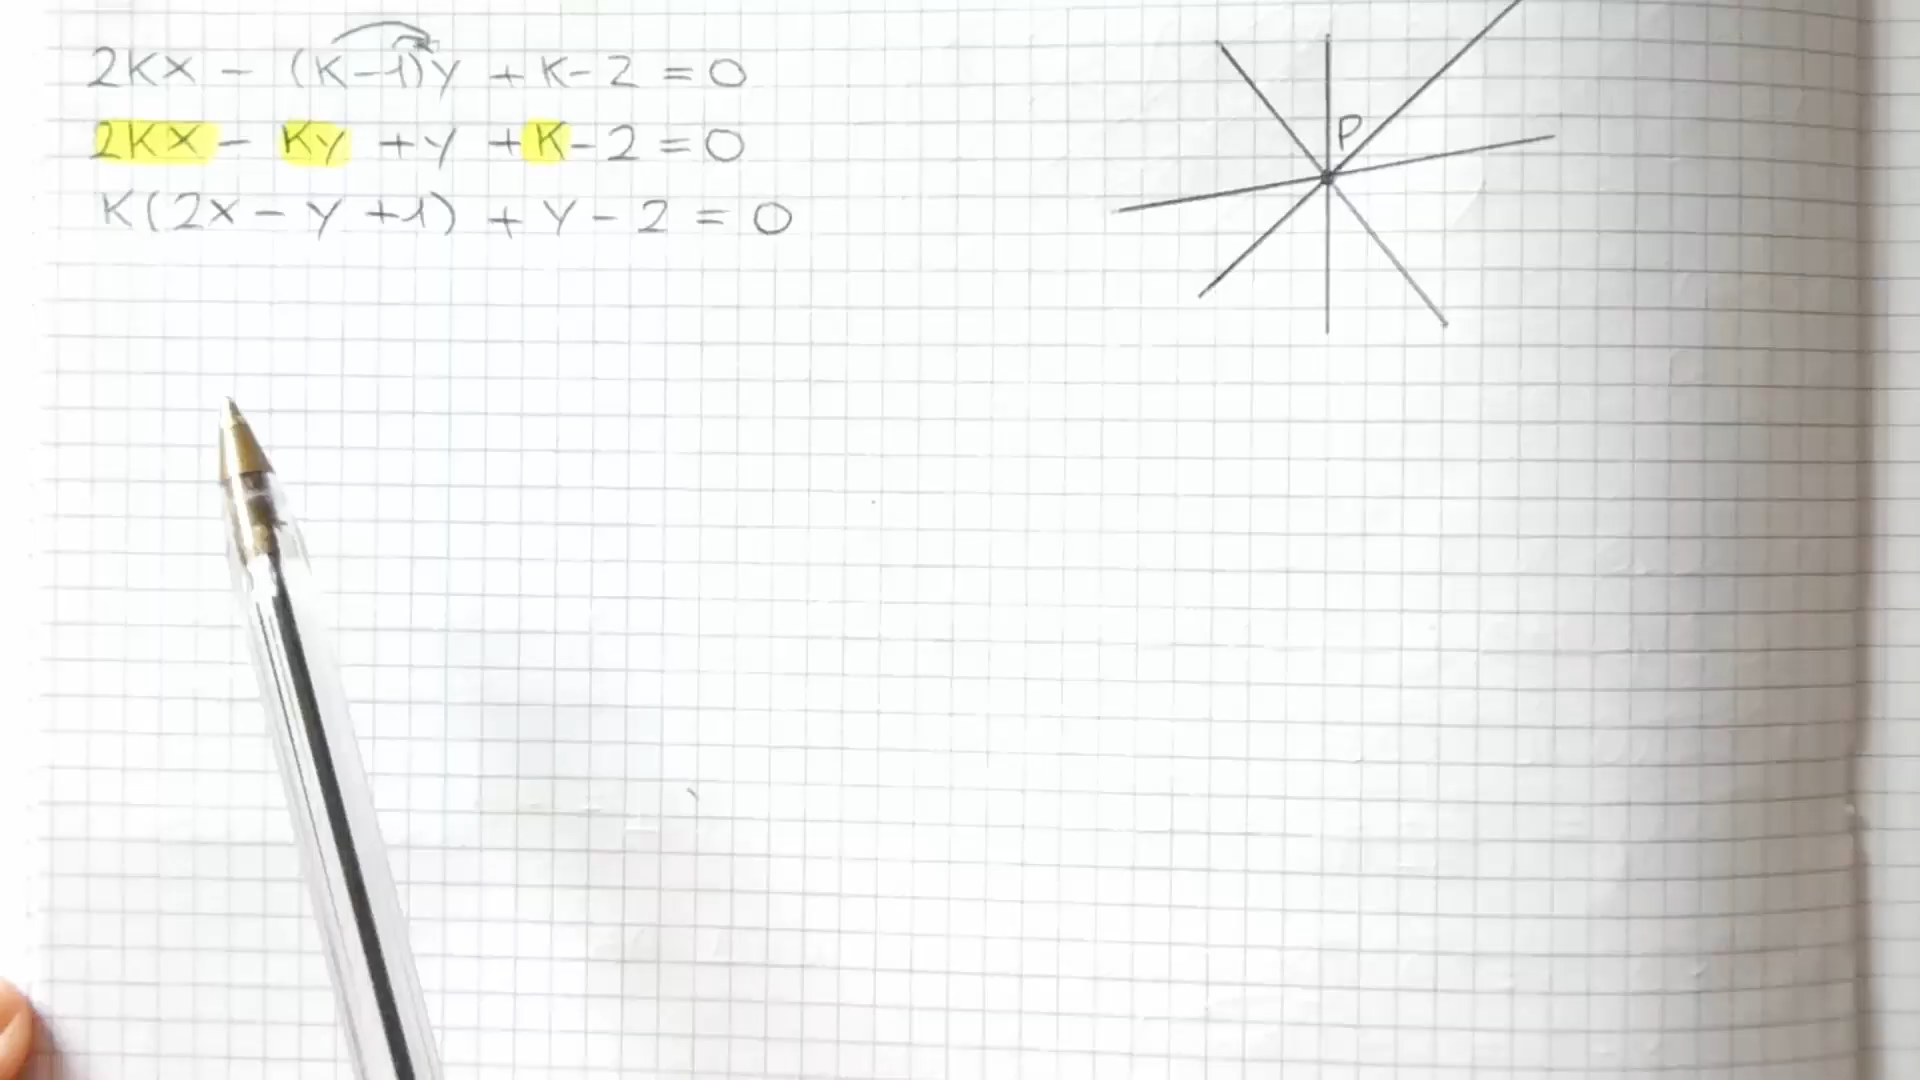 2Kx - (K-1)y + K-2 = 0
2Kx - Ky + y + K-2 = 0
K(2x - y +1) + y - 2 = 0
P